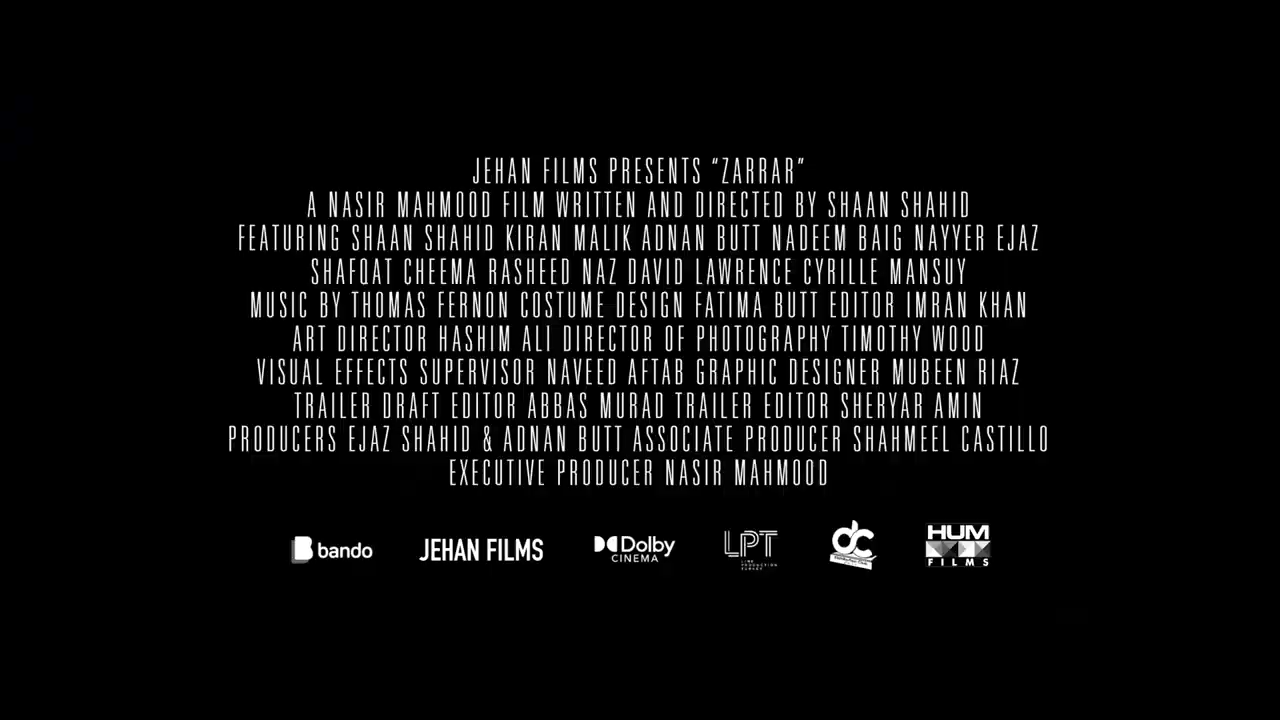 JEHAN FILMS PRESENTS “ZARRAR”
A NASIR MAHMOOD FILM WRITTEN AND DIRECTED BY SHAAN SHAHID
FEATURING SHAAN SHAHID KIRAN MALIK ADNAN BUTT NADEEM BAIG NAYYER EJAZ
SHAFQAT CHEEMA RASHEED NAZ DAVID LAWRENCE CYRILLE MANSUY
MUSIC BY THOMAS FERNON COSTUME DESIGN FATIMA BUTT EDITOR IMRAN KHAN
ART DIRECTOR HASHIM ALI DIRECTOR OF PHOTOGRAPHY TIMOTHY WOOD
VISUAL EFFECTS SUPERVISOR NAVEED AFTAB GRAPHIC DESIGNER MUBEEN RIAZ
TRAILER DRAFT EDITOR ABBAS MURAD TRAILER EDITOR SHERYAR AMIN
PRODUCERS EJAZ SHAHID & ADNAN BUTT ASSOCIATE PRODUCER SHAHMEEL CASTILLO
EXECUTIVE PRODUCER NASIR MAHMOOD
B bando
JEHAN FILMS
Dolby
CINEMA
LPT
LINE
PRODUCTION
TURKEY
dc
HUM
FILMS